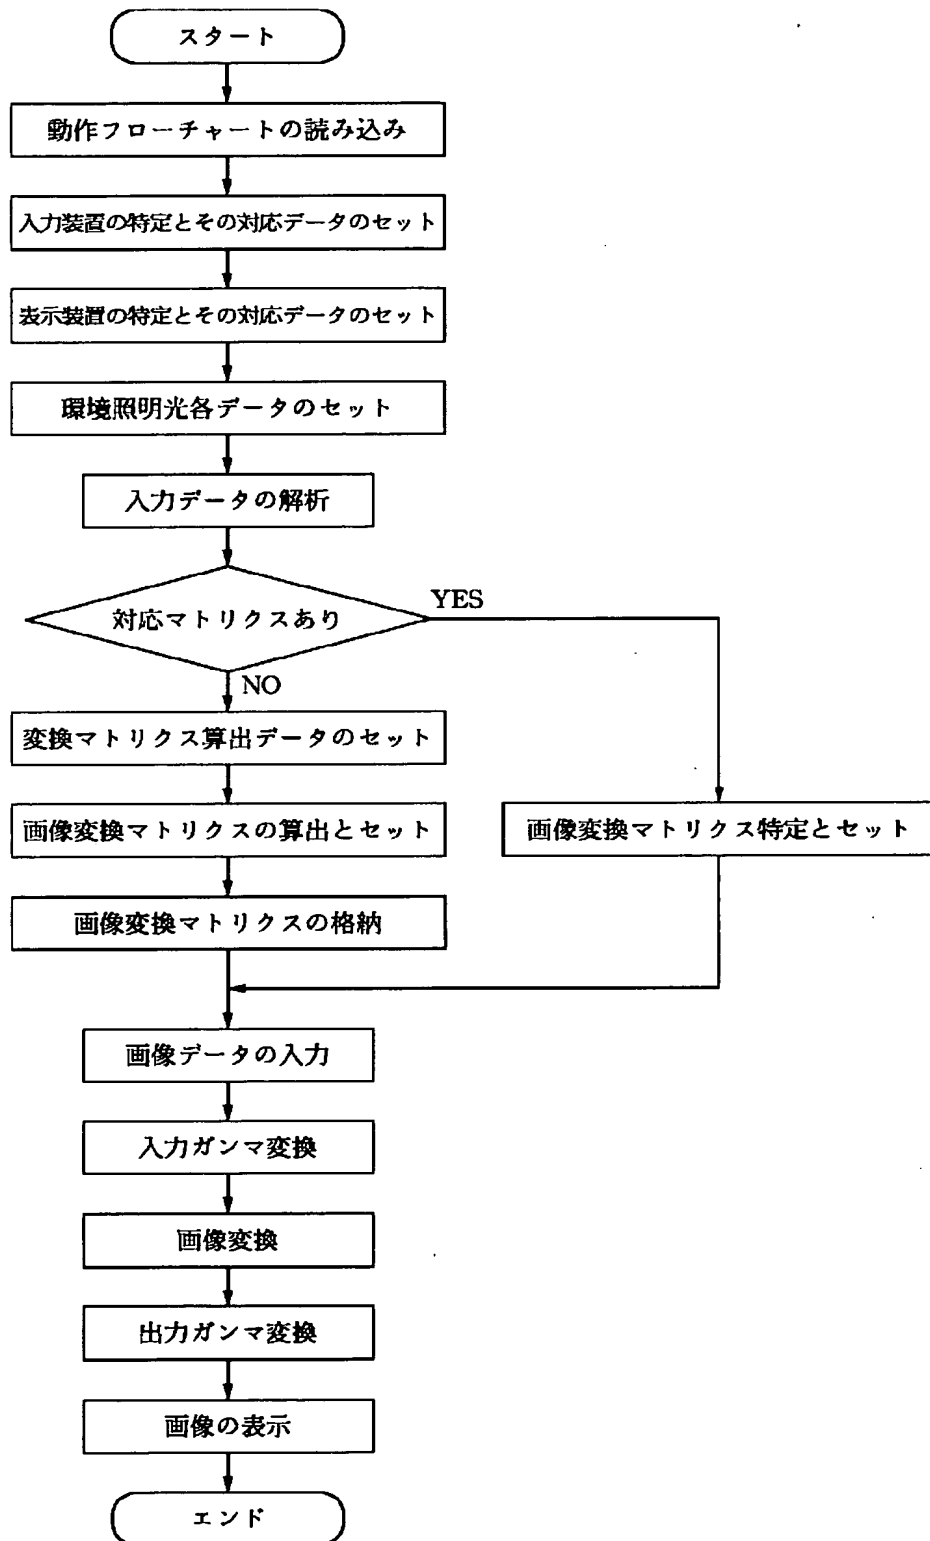 スタート
動作フローチャートの読み込み
入力装置の特定とその対応データのセット
表示装置の特定とその対応データのセット
環境照明光各データのセット
入力データの解析
対応マトリクスあり
YES
NO
変換マトリクス算出データのセット
画像変換マトリクスの算出とセット
画像変換マトリクス特定とセット
画像変換マトリクスの格納
画像データの入力
入力ガンマ変換
画像変換
出力ガンマ変換
画像の表示
エンド